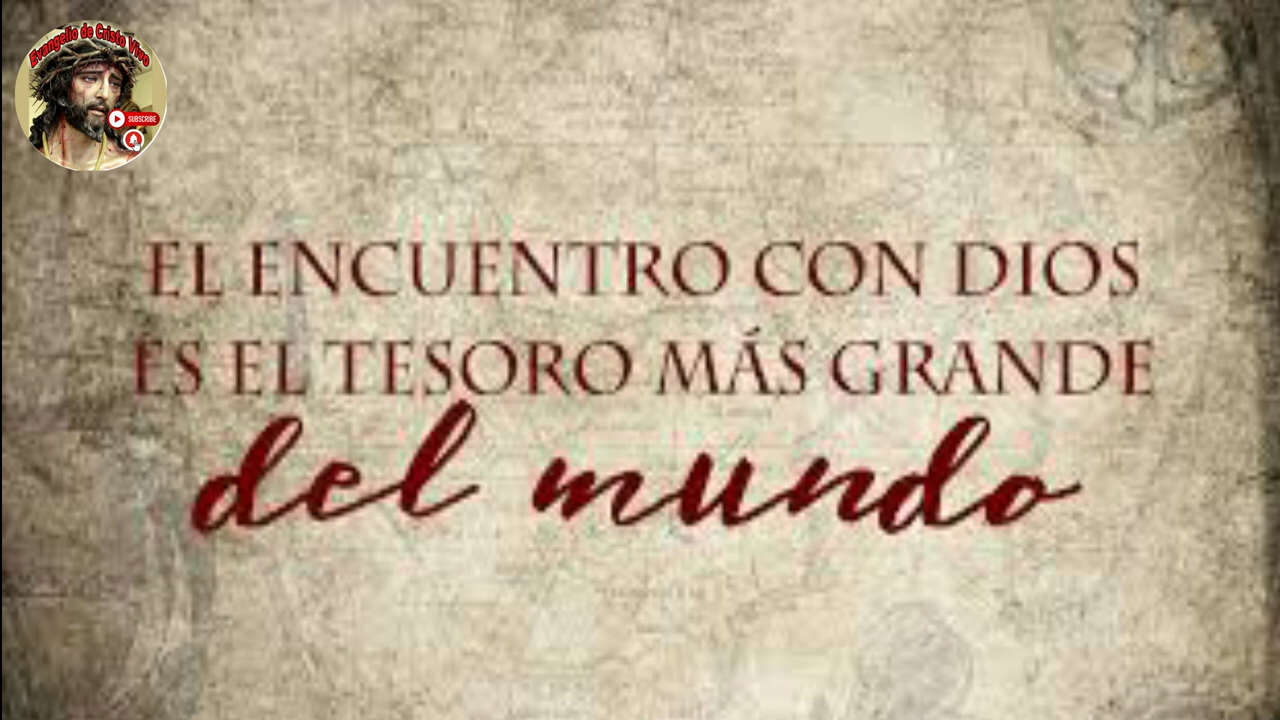 Evangelio de Cristo Vivo
SUBSCRIBE
EL ENCUENTRO CON DIOS
ES EL TESORO MÁS GRANDE
del mundo